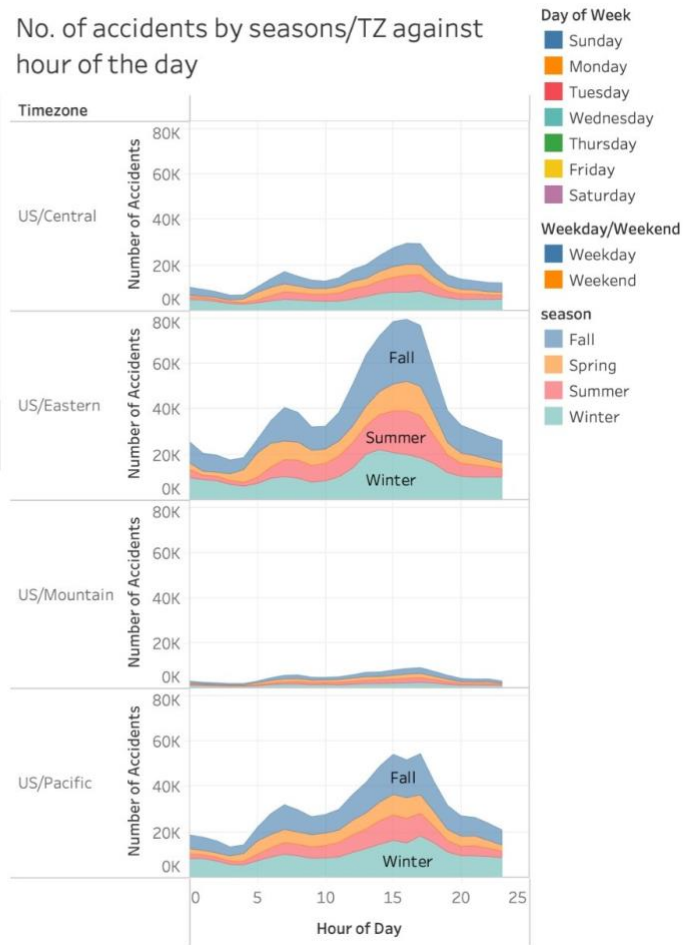 No. of accidents by seasons/TZ against
hour of the day
Timezone
US/Central
Number of Accidents
80K
60K
40K
20K
0K
US/Eastern
Number of Accidents
80K
60K
40K
20K
0K
Fall
Summer
Winter
US/Mountain
Number of Accidents
80K
60K
40K
20K
0K
US/Pacific
Number of Accidents
80K
60K
40K
20K
0K
Fall
Winter
0 5 10 15 20 25
Hour of Day
Day of Week
Sunday
Monday
Tuesday
Wednesday
Thursday
Friday
Saturday
Weekday/Weekend
Weekday
Weekend
season
Fall
Spring
Summer
Winter